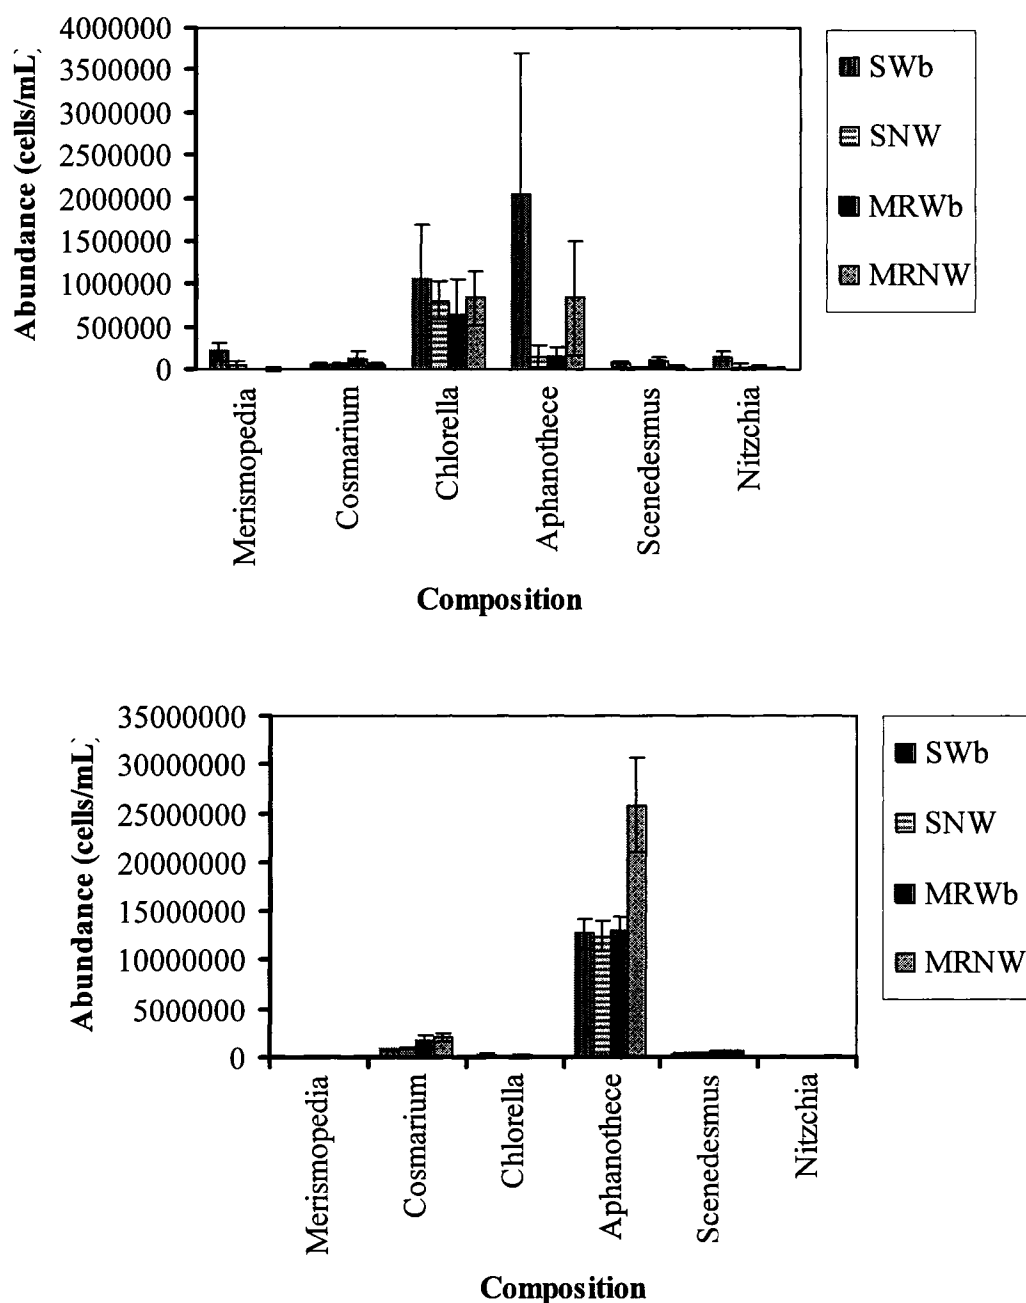 4000000
3500000
3000000
2500000
2000000
1500000
1000000
500000
0
Abundance (cells/mL)
Merismopedia
Cosmarium
Chlorella
Aphanothece
Scenedesmus
Nitzchia
Composition
SWb
SNW
MRWb
MRNW
35000000
30000000
25000000
20000000
15000000
10000000
5000000
0
Abundance (cells/mL)
Merismopedia
Cosmarium
Chlorella
Aphanothece
Scenedesmus
Nitzchia
Composition
SWb
SNW
MRWb
MRNW